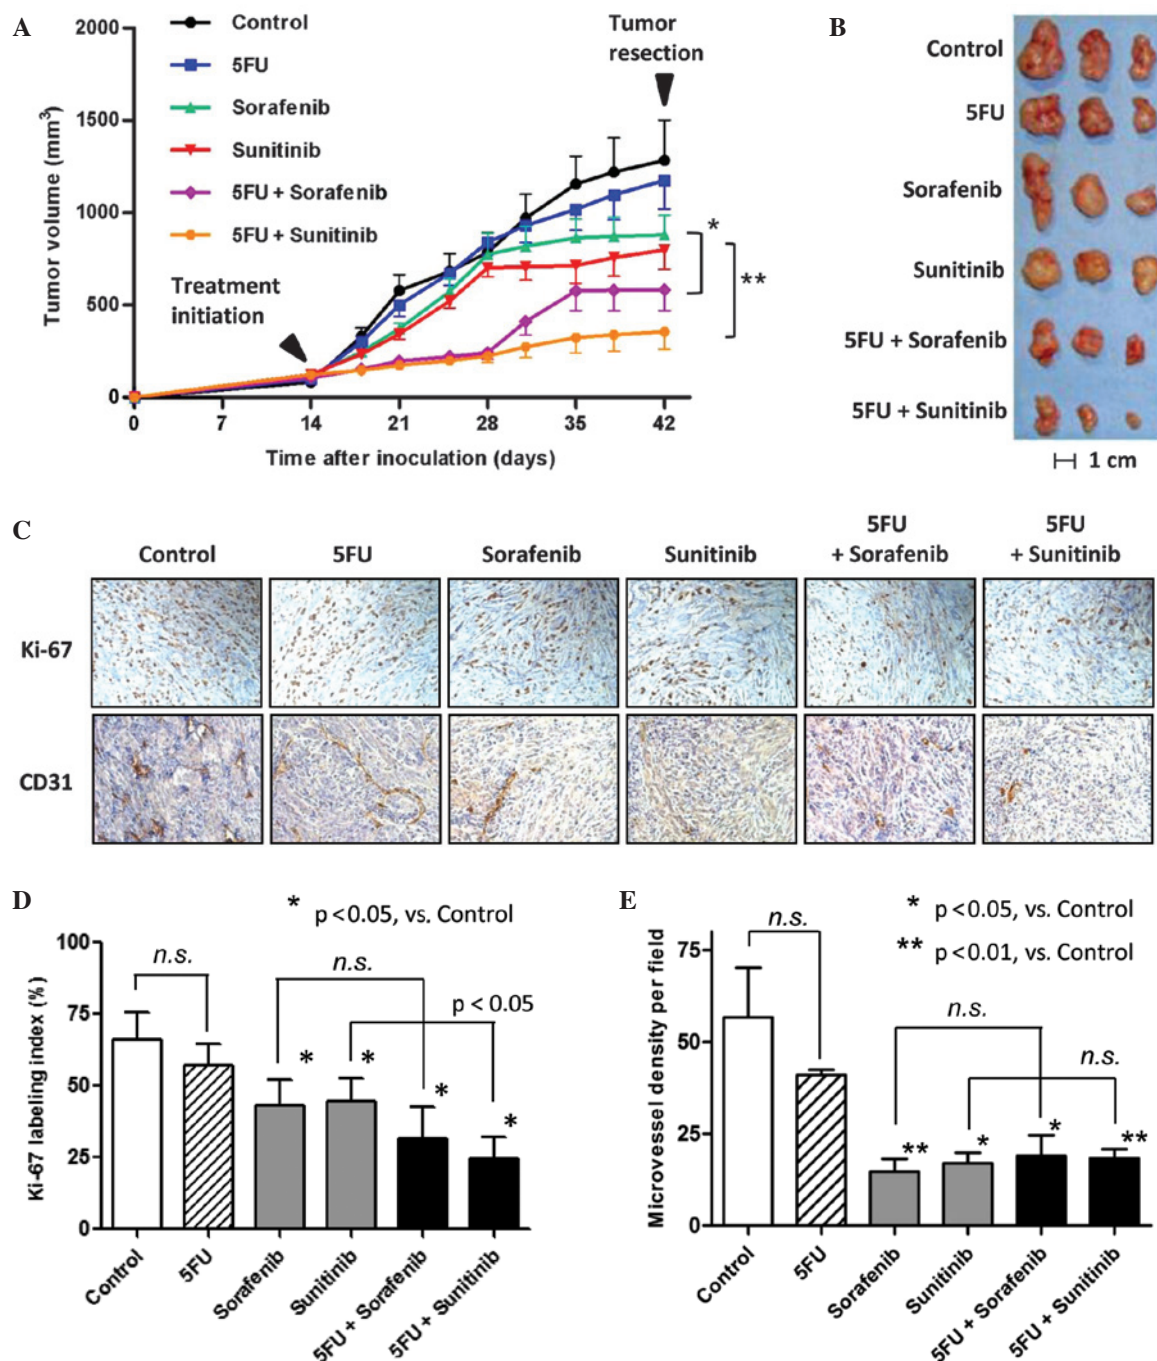 A
2000
1500
1000
500
0
Tumor volume (mm³)
Control
5FU
Sorafenib
Sunitinib
5FU + Sorafenib
5FU + Sunitinib
Treatment
initiation
Tumor
resection
*
**
0 7 14 21 28 35 42
Time after inoculation (days)
B
Control
5FU
Sorafenib
Sunitinib
5FU + Sorafenib
5FU + Sunitinib
1 cm
C
Control 5FU Sorafenib Sunitinib 5FU + Sorafenib 5FU + Sunitinib
Ki-67
CD31
D
* p < 0.05, vs. Control
100
75
50
25
0
Ki-67 labeling index (%)
n.s.
n.s.
p < 0.05
* * * *
Control 5FU Sorafenib Sunitinib 5FU + Sorafenib 5FU + Sunitinib
E
* p < 0.05, vs. Control
** p < 0.01, vs. Control
75
50
25
0
Microvessel density per field
n.s.
n.s.
n.s.
** * * **
Control 5FU Sorafenib Sunitinib 5FU + Sorafenib 5FU + Sunitinib